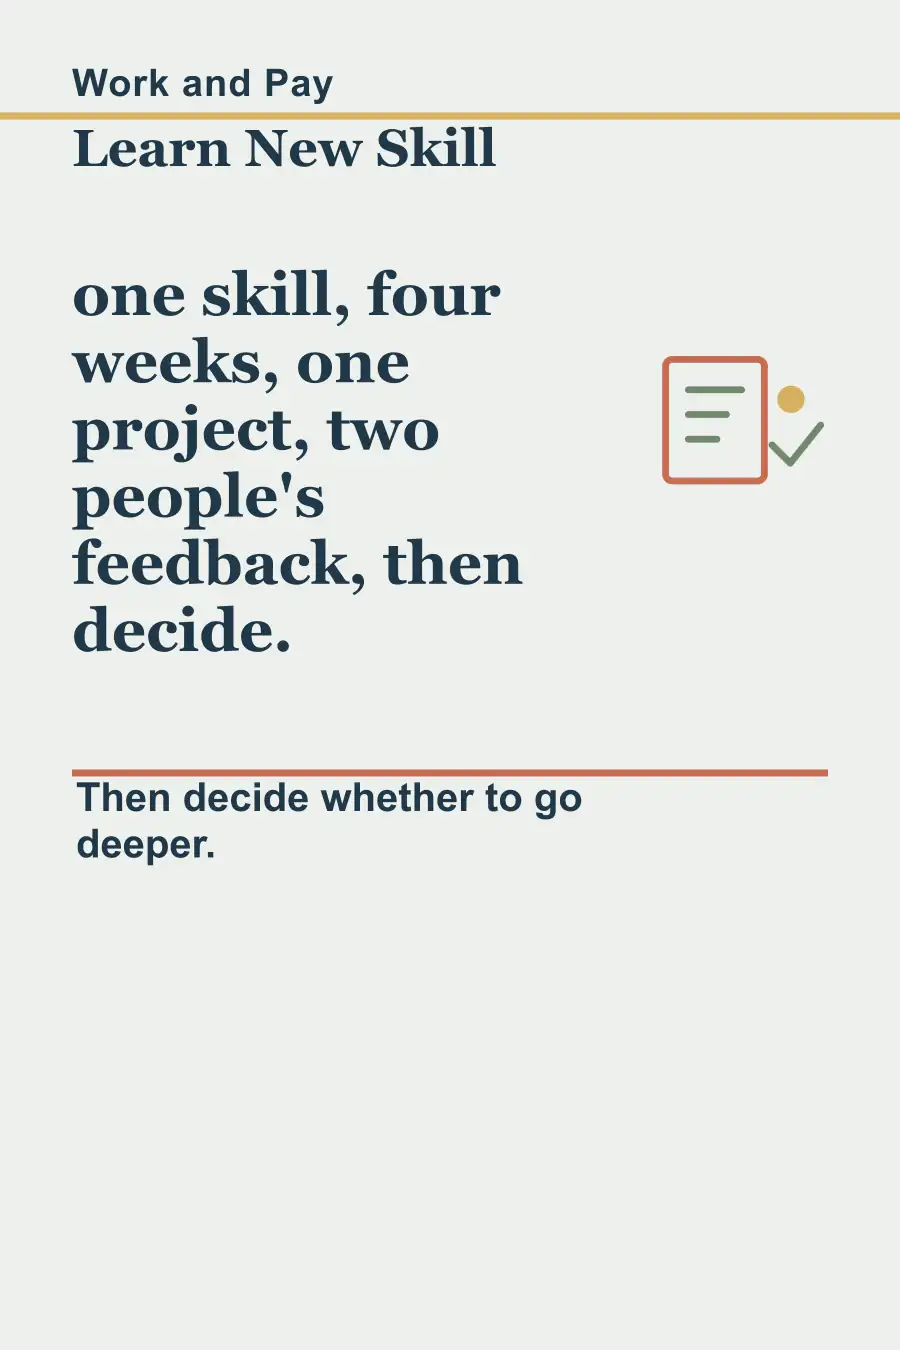 Work and Pay
Learn New Skill
one skill, four
weeks, one
project, two
people's
feedback, then
decide.
Then decide whether to go
deeper.